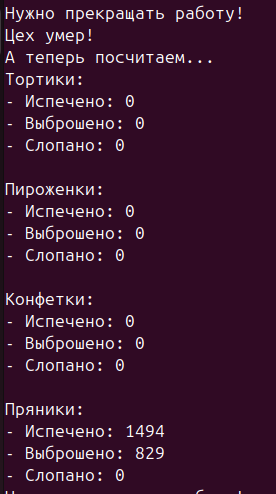 Нужно прекращать работу!
Цех умер!
А теперь посчитаем...
Тортики:
- Испечено: 0
- Выброшено: 0
- Слопано: 0
Пироженки:
- Испечено: 0
- Выброшено: 0
- Слопано: 0
Конфетки:
- Испечено: 0
- Выброшено: 0
- Слопано: 0
Пряники:
- Испечено: 1494
- Выброшено: 829
- Слопано: 0